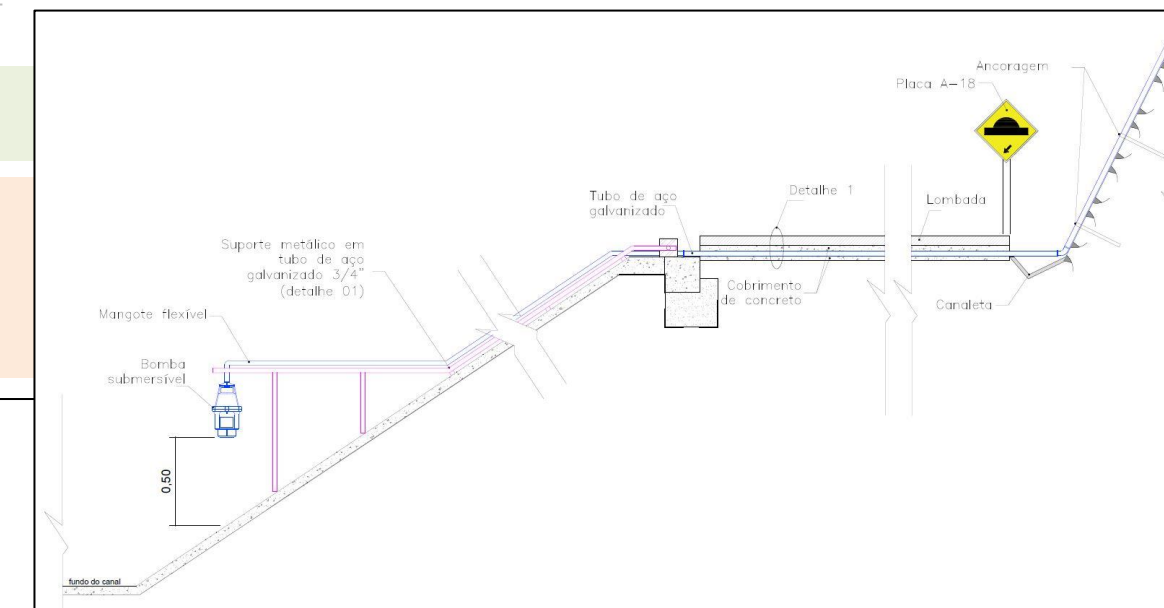 Ancoragem
Placa A-18
Tubo de aço
galvanizado
Detalhe 1
Lombada
Suporte metálico em
tubo de aço
galvanizado 3/4"
(detalhe 01)
Cobrimento
de concreto
Canaleta
Mangote flexível
Bomba
submersível
0,50
fundo do canal